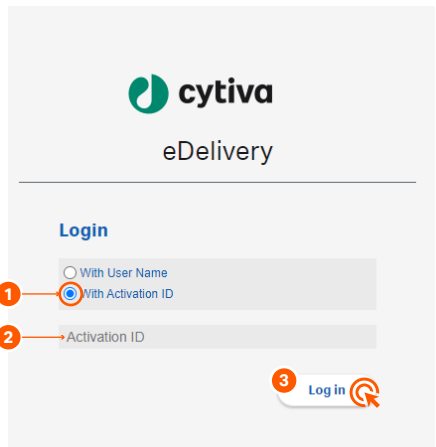 cytiva
eDelivery
Login
With User Name
1 With Activation ID
2 Activation ID
3 Log in